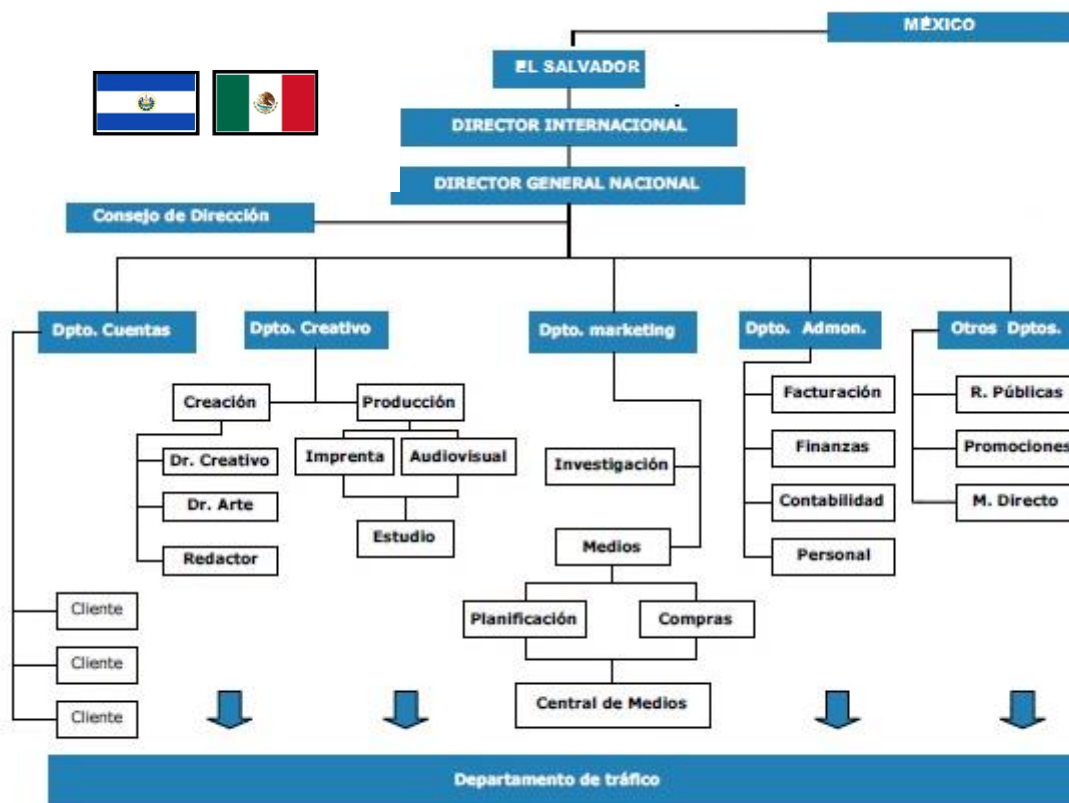 MÉXICO
EL SALVADOR
DIRECTOR INTERNACIONAL
DIRECTOR GENERAL NACIONAL
Consejo de Dirección
Dpto. Cuentas
Dpto. Creativo
Dpto. marketing
Dpto. Admon.
Otros Dptos.
Creación
Producción
Facturación
R. Públicas
Dr. Creativo
Imprenta
Audiovisual
Investigación
Finanzas
Promociones
Dr. Arte
Contabilidad
M. Directo
Redactor
Estudio
Medios
Personal
Cliente
Planificación
Compras
Cliente
Cliente
Central de Medios
Departamento de tráfico